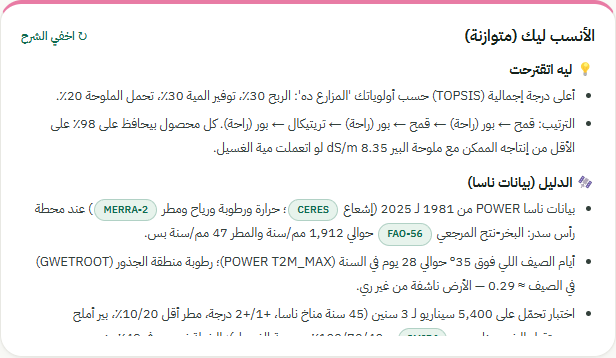 الأنسب ليك (متوازنة)
↻ اخفي الشرح
💡 ليه اتقترحت
• أعلى درجة إجمالية (TOPSIS) حسب أولوياتك 'المزارع ده': الربح 30٪، توفير المية 30٪، تحمل الملوحة 20٪.
• الترتيب: قمح ← بور (راحة) ← قمح ← بور (راحة) ← تريتيكال ← بور (راحة). كل محصول بيحافظ على 98٪ على
الأقل من إنتاجه الممكن مع ملوحة البير 8.35 dS/m لو اتعملت مية الغسيل.
🛰️ الدليل (بيانات ناسا)
• بيانات ناسا POWER من 1981 لـ 2025 (إشعاع CERES؛ حرارة ورطوبة ورياح ومطر MERRA-2) عند محطة
رأس سدر: البخر-نتح المرجعي FAO-56 حوالي 1,912 مم/سنة والمطر 47 مم/سنة بس.
• أيام الصيف اللي فوق 35° حوالي 28 يوم في السنة (POWER T2M_MAX)؛ رطوبة منطقة الجذور (GWETROOT)
في الصيف ≈ 0.29 — الأرض ناشفة من غير ري.
• اختبار تحمّل على 5,400 سيناريو لـ 3 سنين (45 سنة مناخ ناسا، +1/+2 درجة، مطر أقل 10/20٪، بير أملح